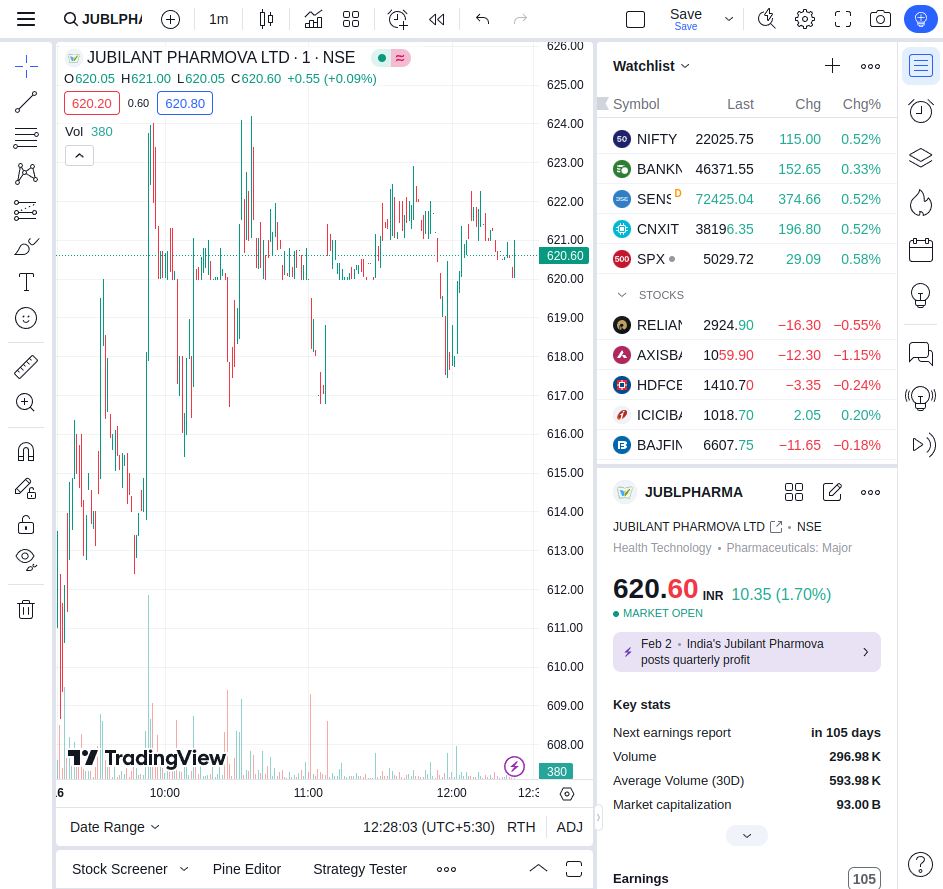 JUBLPHA
1m
Save
Save
JUBILANT PHARMOVA LTD · 1 · NSE
O620.05 H621.00 L620.05 C620.60 +0.55 (+0.09%)
620.20 0.60 620.80
Vol 380
626.00
625.00
624.00
623.00
622.00
621.00
620.60
620.00
619.00
618.00
617.00
616.00
615.00
614.00
613.00
612.00
611.00
610.00
609.00
608.00
380
TradingView
6 10:00 11:00 12:00 12:3
Date Range
12:28:03 (UTC+5:30) RTH ADJ
Stock Screener Pine Editor Strategy Tester
Watchlist
Symbol Last Chg Chg%
50 NIFTY 22025.75 115.00 0.52%
BANKN 46371.55 152.65 0.33%
SENS D 72425.04 374.66 0.52%
CNXIT 38196.35 196.80 0.52%
500 SPX 5029.72 29.09 0.58%
STOCKS
RELIAN 2924.90 −16.30 −0.55%
AXISBA 1059.90 −12.30 −1.15%
HDFCB 1410.70 −3.35 −0.24%
ICICIBA 1018.70 2.05 0.20%
BAJFIN 6607.75 −11.65 −0.18%
JUBLPHARMA
JUBILANT PHARMOVA LTD • NSE
Health Technology • Pharmaceuticals: Major
620.60 INR 10.35 (1.70%)
MARKET OPEN
Feb 2 • India's Jubilant Pharmova
posts quarterly profit
Key stats
Next earnings report in 105 days
Volume 296.98 K
Average Volume (30D) 593.98 K
Market capitalization 93.00 B
Earnings 105